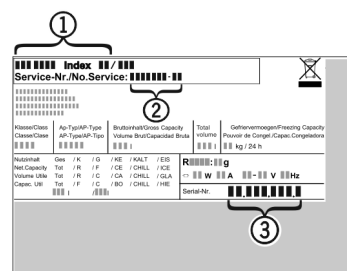 1
Index /
Service-Nr./No.Service: -
2
Klasse/Class Ap-Typ/AP-Type Bruttoinhalt/Gross Capacity Total Gefriervermoegen/Freezing Capacity
Classe/Clase AP-Type/AP-Tipo Volume Brut/Capacidad Bruta volume Pouvoir de Congel./Capac.Congeladora
l l kg / 24 h
Nutzinhalt Ges / K / G / KE / KALT / EIS
Net.Capacity Tot / R / F / CE / CHILL / ICE
Volume Utile Tot / R / C / CA / CHILL / GLA
Capac. Util Tot / F / C / BO / CHILL / HIE
l / l
R : g
W A - V Hz
Serial-Nr. . . .
3